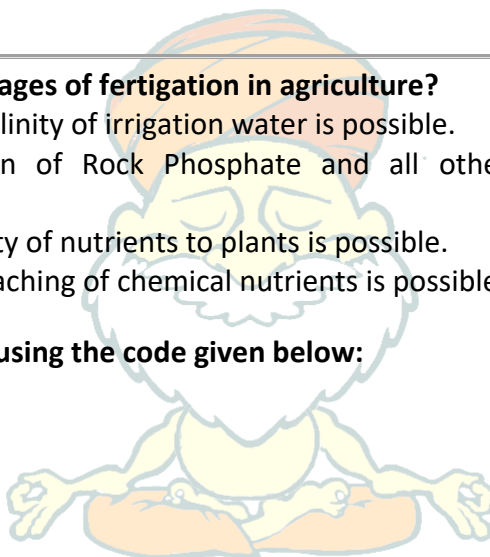 ages of fertigation in agriculture?
linity of irrigation water is possible.
n of Rock Phosphate and all othe
ty of nutrients to plants is possible.
aching of chemical nutrients is possible
using the code given below: